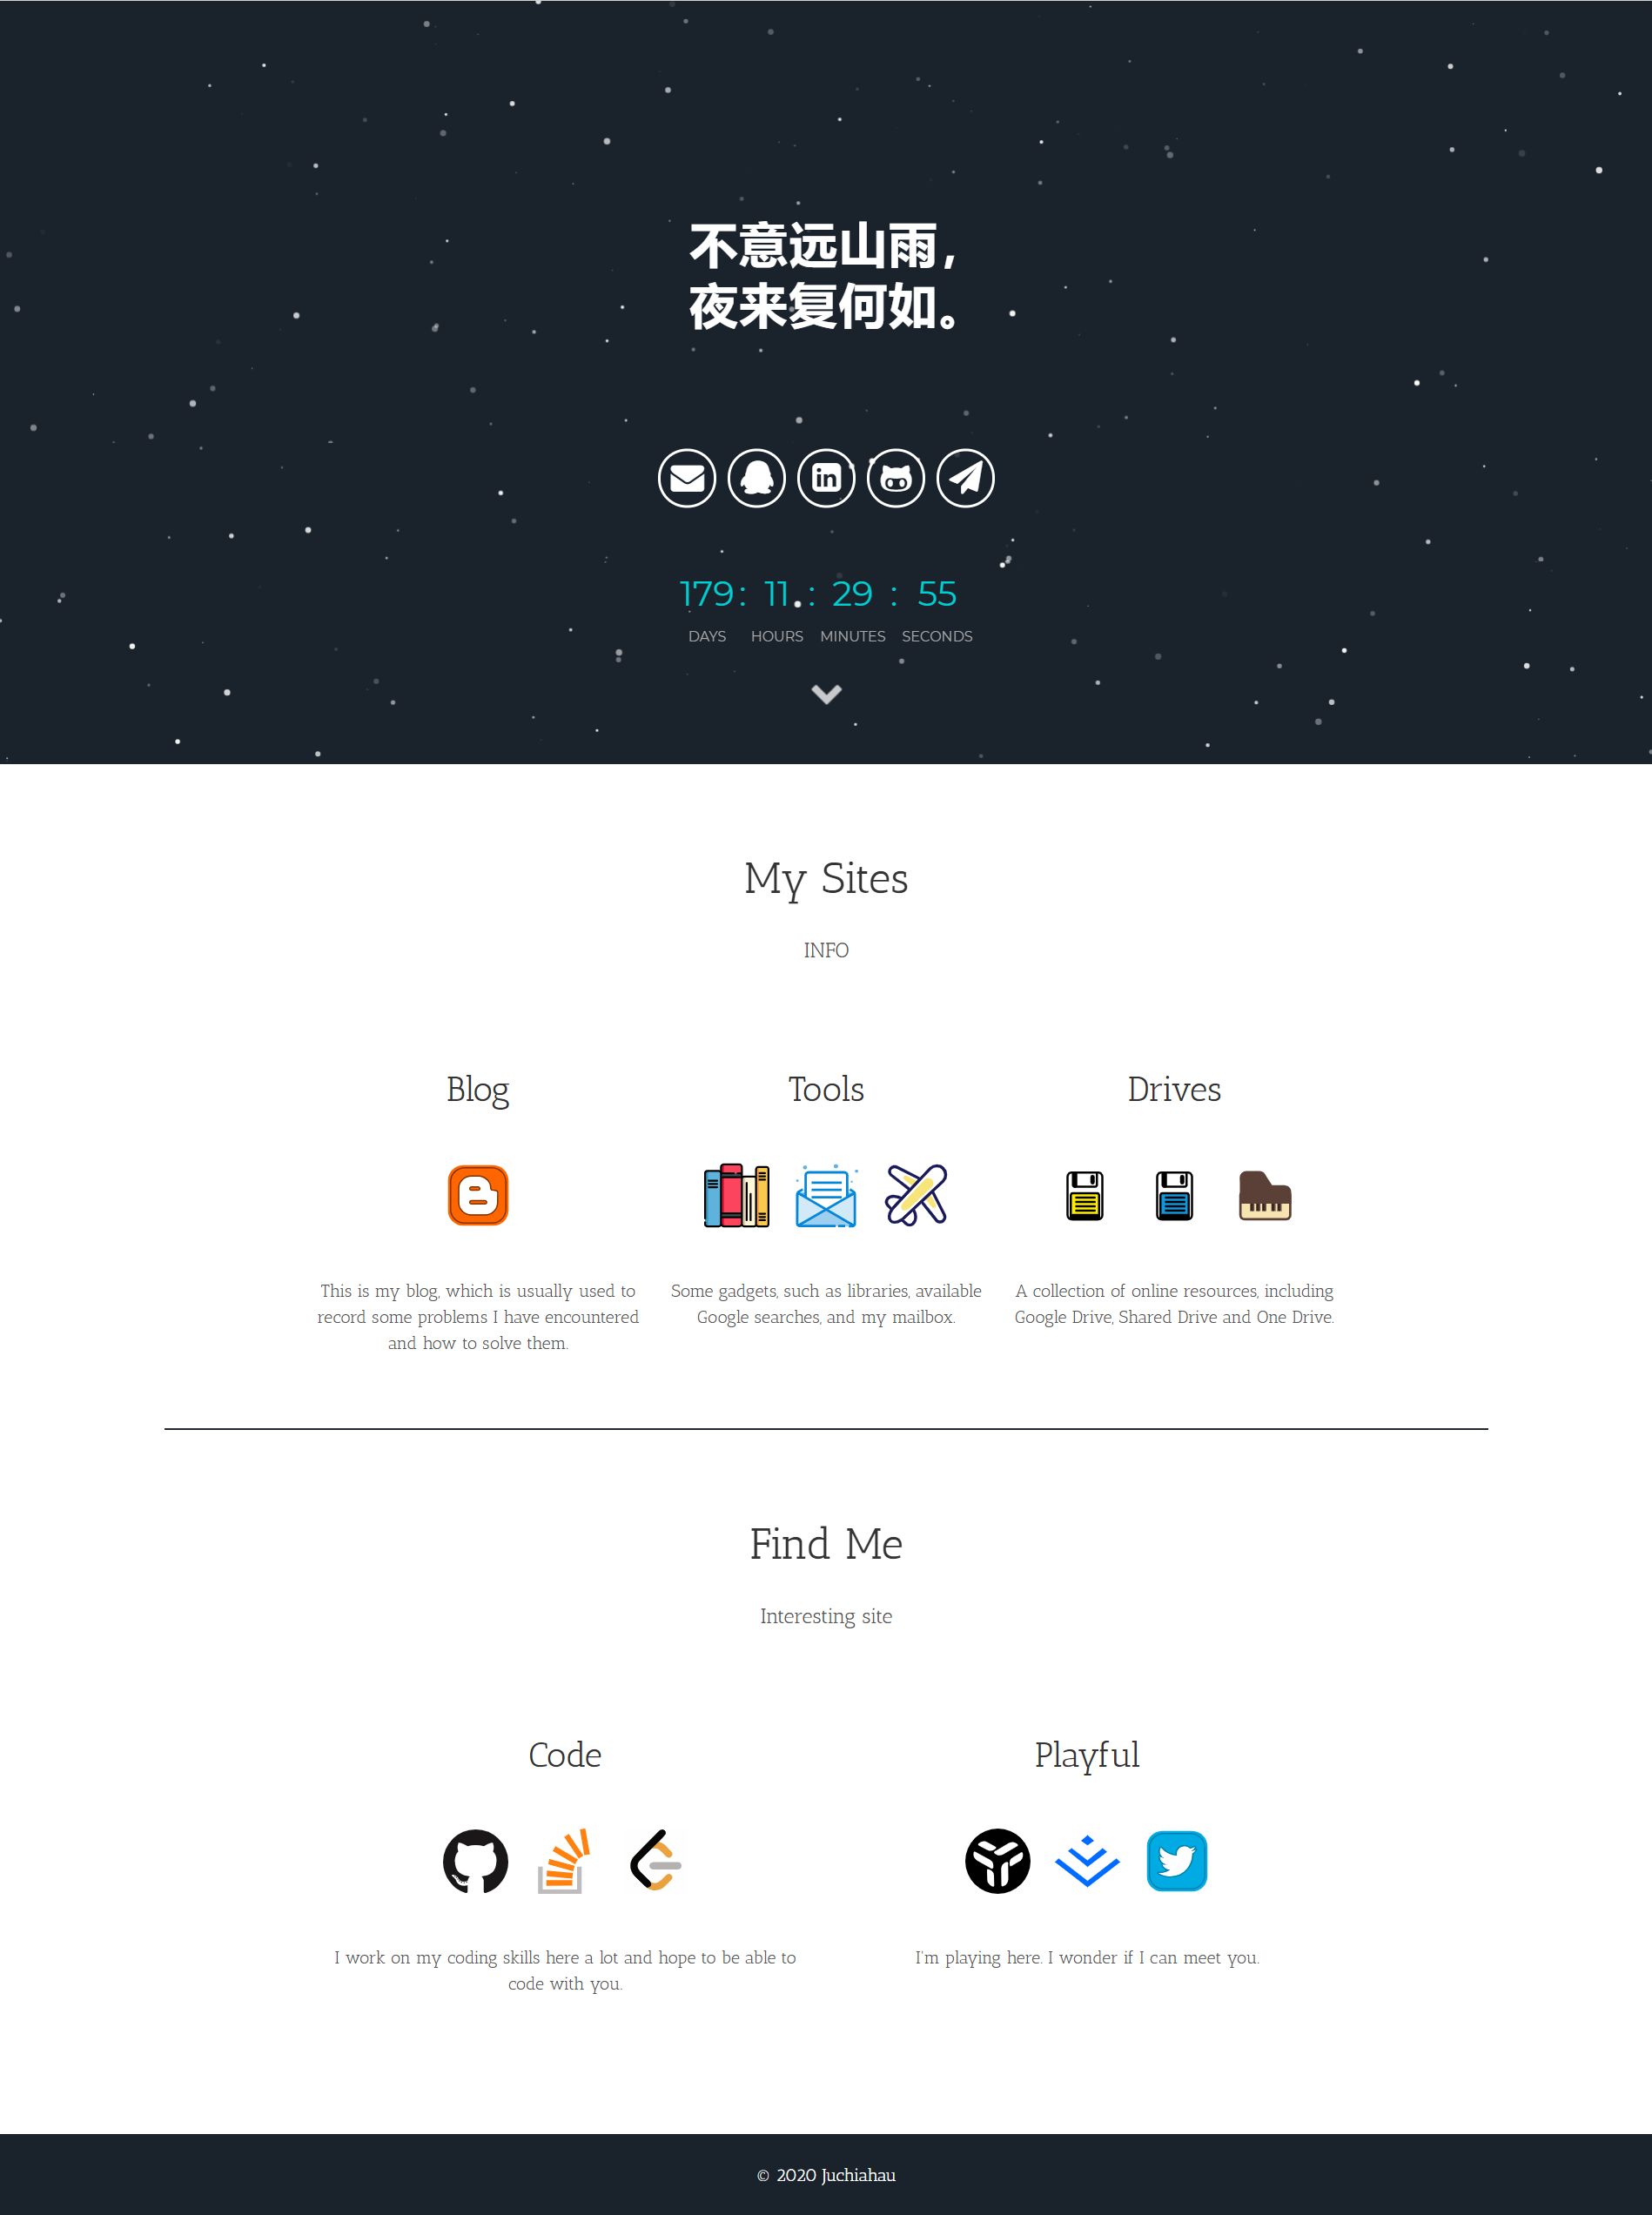 不意远山雨，
夜来复何如。
179 : 11 : 29 : 55
DAYS HOURS MINUTES SECONDS
My Sites
INFO
Blog
This is my blog, which is usually used to
record some problems I have encountered
and how to solve them.
Tools
Some gadgets, such as libraries, available
Google searches, and my mailbox.
Drives
A collection of online resources, including
Google Drive, Shared Drive and One Drive.
Find Me
Interesting site
Code
I work on my coding skills here a lot and hope to be able to
code with you.
Playful
I'm playing here. I wonder if I can meet you.
© 2020 Juchiahau